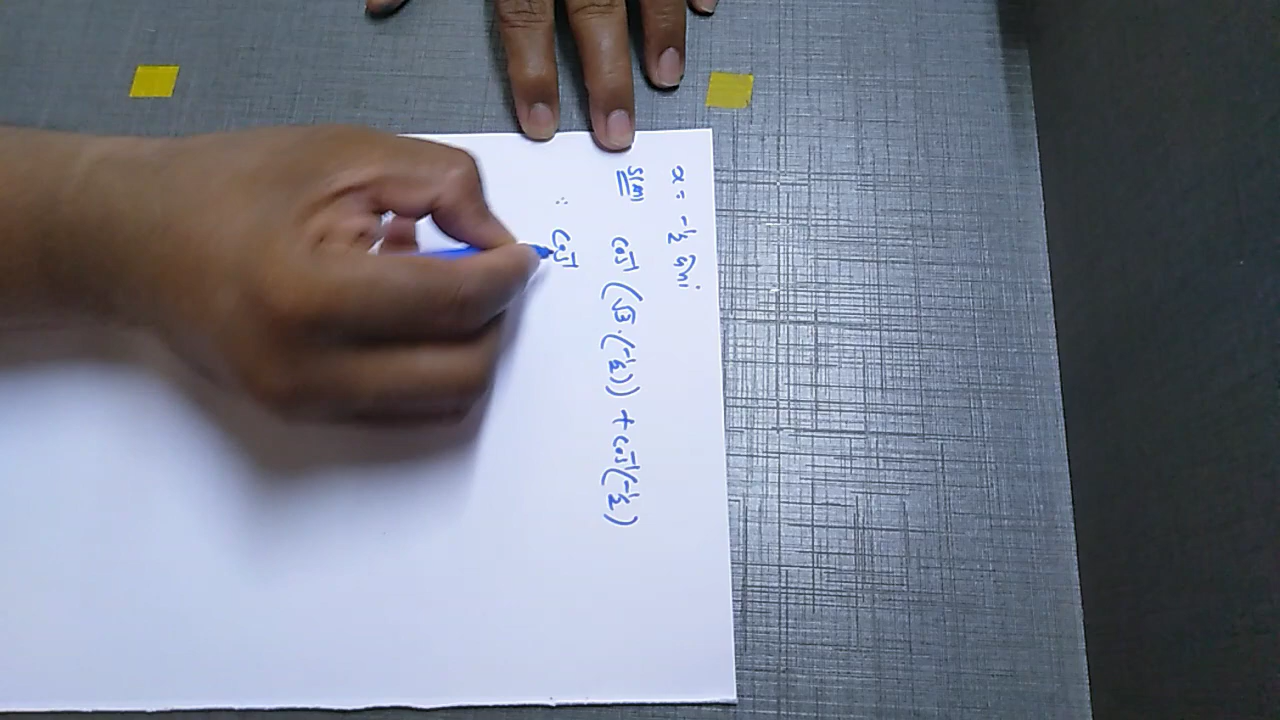 x = -½
cos⁻¹ (√3 · (-½)) + cos⁻¹(-½)
= cos⁻¹